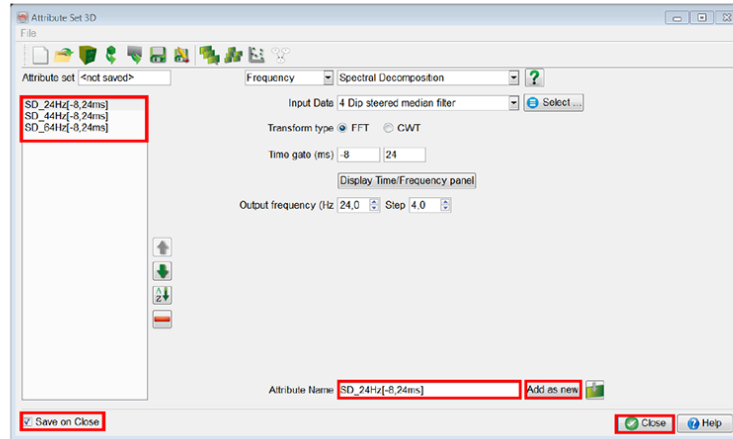 Attribute Set 3D
File
Attribute set <not saved> Frequency Spectral Decomposition ?
SD_24Hz[-8,24ms]
SD_44Hz[-8,24ms]
SD_64Hz[-8,24ms]
Input Data 4 Dip steered median filter Select ...
Transform type FFT CWT
Time gate (ms) -8 24
Display Time/Frequency panel
Output frequency (Hz 24,0 Step 4,0
A
Z
Attribute Name SD_24Hz[-8,24ms] Add as new
Save on Close Close Help